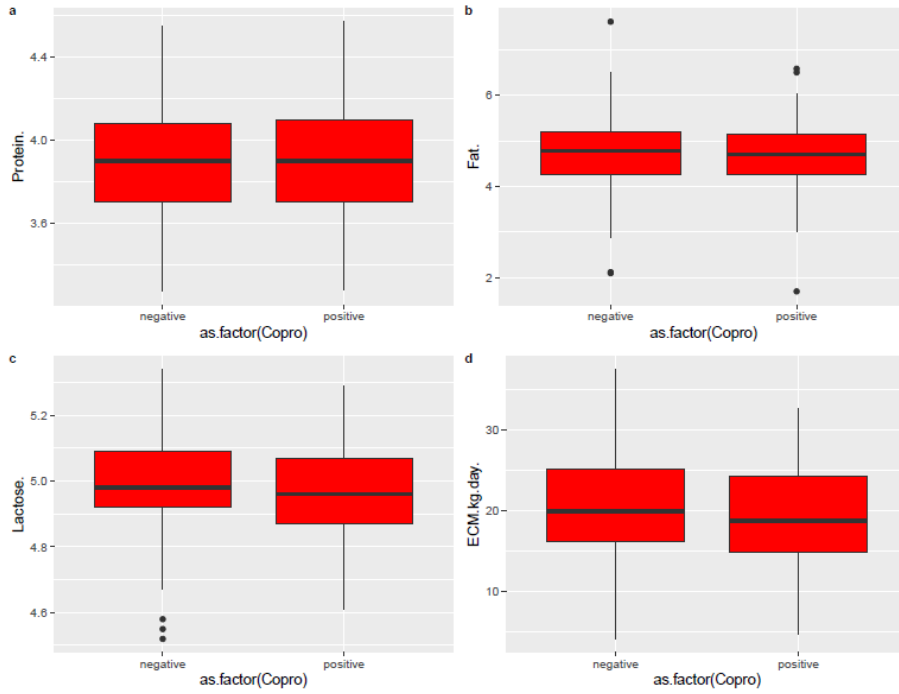 a
Protein.
4.4
4.0
3.6
negative
positive
as.factor(Copro)
b
Fat.
6
4
2
negative
positive
as.factor(Copro)
c
Lactose.
5.2
5.0
4.8
4.6
negative
positive
as.factor(Copro)
d
ECM.kg.day.
30
20
10
negative
positive
as.factor(Copro)